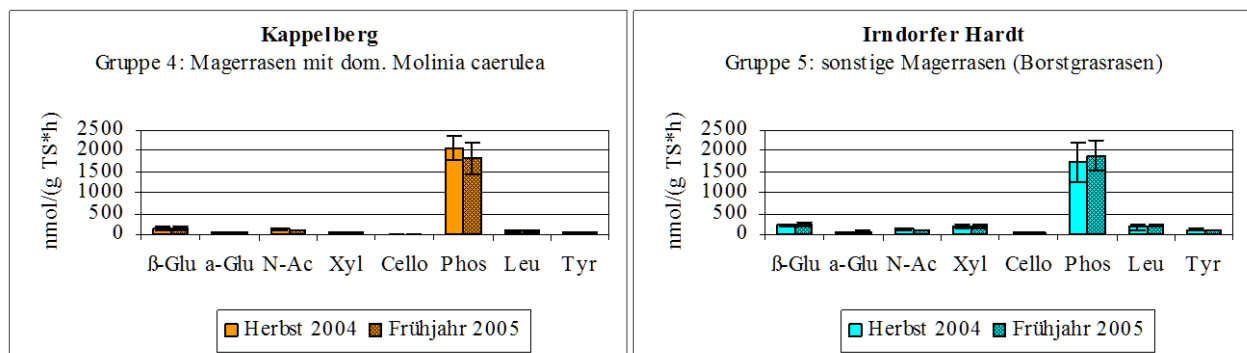 Kappelberg
Gruppe 4: Magerrasen mit dom. Molinia caerulea
nmol/(g TS*h)
2500
2000
1500
1000
500
0
ß-Glu a-Glu N-Ac Xyl Cello Phos Leu Tyr
Herbst 2004 Frühjahr 2005
Irndorfer Hardt
Gruppe 5: sonstige Magerrasen (Borstgrasrasen)
nmol/(g TS*h)
2500
2000
1500
1000
500
0
ß-Glu a-Glu N-Ac Xyl Cello Phos Leu Tyr
Herbst 2004 Frühjahr 2005